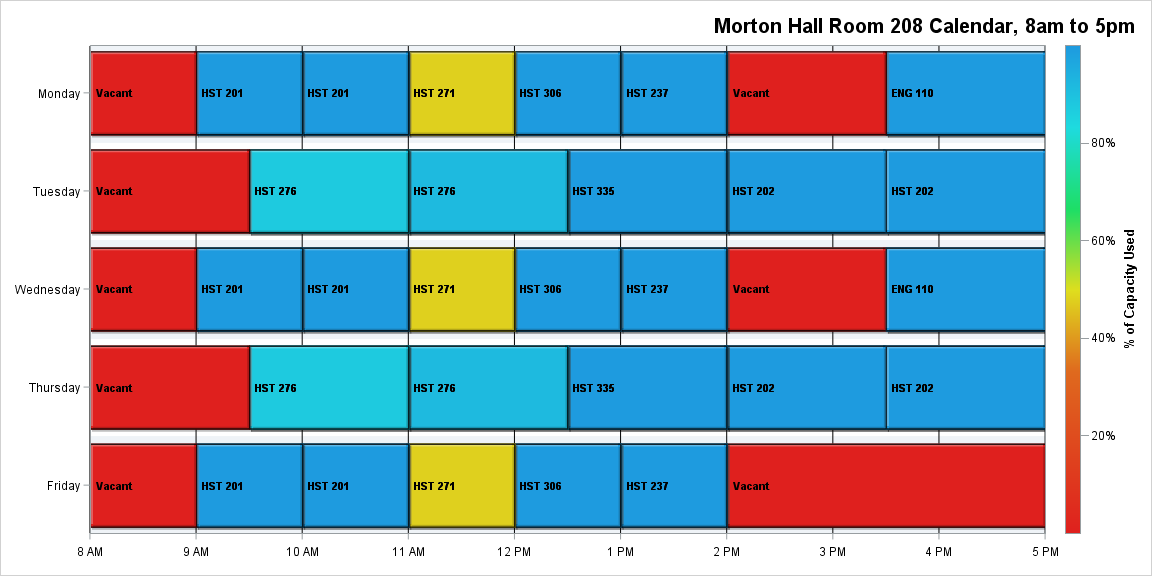 Morton Hall Room 208 Calendar, 8am to 5pm
Monday
Vacant
HST 201
HST 201
HST 271
HST 306
HST 237
Vacant
ENG 110
Tuesday
Vacant
HST 276
HST 276
HST 335
HST 202
HST 202
Wednesday
Vacant
HST 201
HST 201
HST 271
HST 306
HST 237
Vacant
ENG 110
Thursday
Vacant
HST 276
HST 276
HST 335
HST 202
HST 202
Friday
Vacant
HST 201
HST 201
HST 271
HST 306
HST 237
Vacant
8 AM
9 AM
10 AM
11 AM
12 PM
1 PM
2 PM
3 PM
4 PM
5 PM
80%
60%
40%
20%
% of Capacity Used